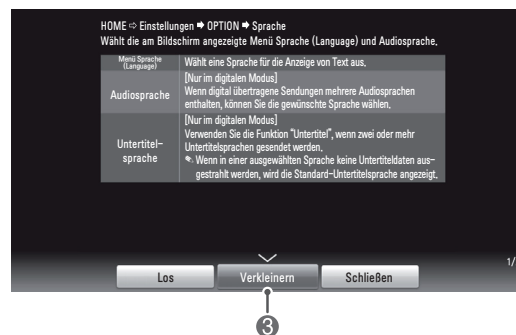 HOME ⇨ Einstellungen ➡ OPTION ➡ Sprache
Wählt die am Bildschirm angezeigte Menü Sprache (Language) und Audiosprache.
Menü Sprache
(Language)
Wählt eine Sprache für die Anzeige von Text aus.
Audiosprache
[Nur im digitalen Modus]
Wenn digital übertragene Sendungen mehrere Audiosprachen
enthalten, können Sie die gewünschte Sprache wählen.
Untertitel-
sprache
[Nur im digitalen Modus]
Verwenden Sie die Funktion "Untertitel", wenn zwei oder mehr
Untertitelsprachen gesendet werden.
✎ Wenn in einer ausgewählten Sprache keine Untertiteldaten aus-
gestrahlt werden, wird die Standard-Untertitelsprache angezeigt.
1/
Los
Verkleinern
Schließen
3